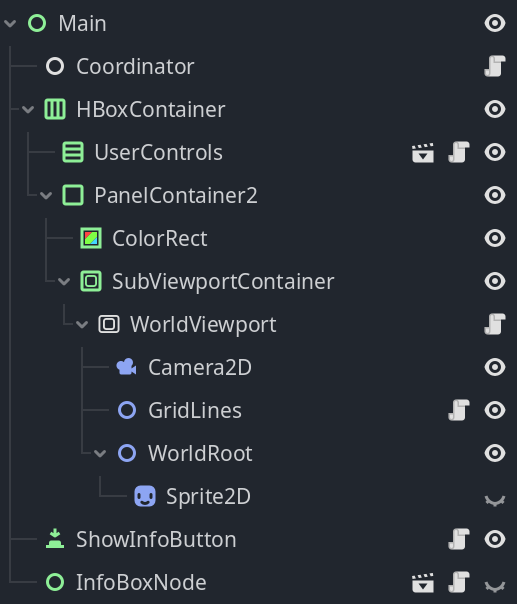 Main
Coordinator
HBoxContainer
UserControls
PanelContainer2
ColorRect
SubViewportContainer
WorldViewport
Camera2D
GridLines
WorldRoot
Sprite2D
ShowInfoButton
InfoBoxNode